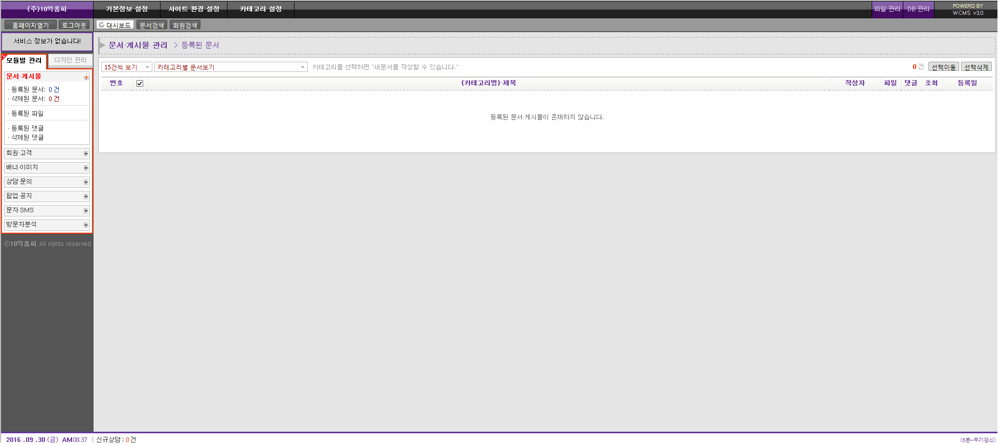 (주)10억홈피 기본정보 설정 사이트 환경 설정 카테고리 설정 파일 관리 DB 관리 POWERD BY
WCMS v3.0
홈페이지열기 로그아웃 대시보드 문서검색 회원검색
서비스 정보가 없습니다!
문서·게시물 관리 > 등록된 문서
모듈별 관리 디자인 관리
15건씩 보기 카테고리별 문서보기 카테고리를 선택하면 "새문서를 작성할 수 있습니다." 0 건 선택이동 선택삭제
번호 {카테고리명}·제목 작성자 파일 댓글 조회 등록일
등록된 문서·게시물이 존재하지 않습니다.
문서·게시물
· 등록된 문서: 0 건
· 삭제된 문서: 0 건
· 등록된 파일
· 등록된 댓글
· 삭제된 댓글
회원·고객
배너·이미지
상담·문의
팝업·공지
문자·SMS
방문자분석
ⓒ10억홈피 All rights reserved
2016 .09 .30 (금) AM08:37 | 신규상담 : 0 건 (6분-주기갱신)